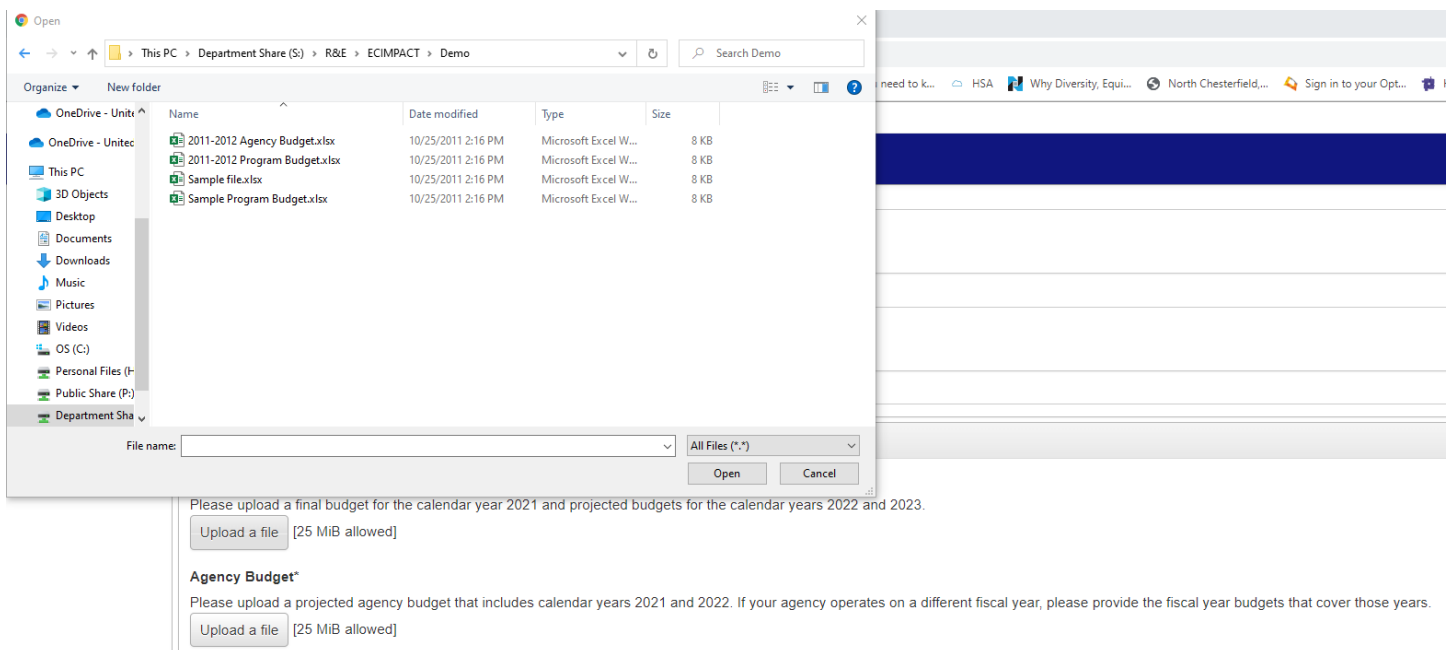 Open
This PC > Department Share (S:) > R&E > ECIMPACT > Demo
Search Demo
Organize
New folder
need to k...
HSA
Why Diversity, Equi...
North Chesterfield,...
Sign in to your Opt...
Name
Date modified
Type
Size
OneDrive - Unite
OneDrive - United
This PC
3D Objects
Desktop
Documents
Downloads
Music
Pictures
Videos
OS (C:)
Personal Files (H
Public Share (P:)
Department Sha
2011-2012 Agency Budget.xlsx 10/25/2011 2:16 PM Microsoft Excel W... 8 KB
2011-2012 Program Budget.xlsx 10/25/2011 2:16 PM Microsoft Excel W... 8 KB
Sample file.xlsx 10/25/2011 2:16 PM Microsoft Excel W... 8 KB
Sample Program Budget.xlsx 10/25/2011 2:16 PM Microsoft Excel W... 8 KB
File name:
All Files (*.*)
Open
Cancel
Please upload a final budget for the calendar year 2021 and projected budgets for the calendar years 2022 and 2023.
Upload a file [25 MiB allowed]
Agency Budget*
Please upload a projected agency budget that includes calendar years 2021 and 2022. If your agency operates on a different fiscal year, please provide the fiscal year budgets that cover those years.
Upload a file [25 MiB allowed]